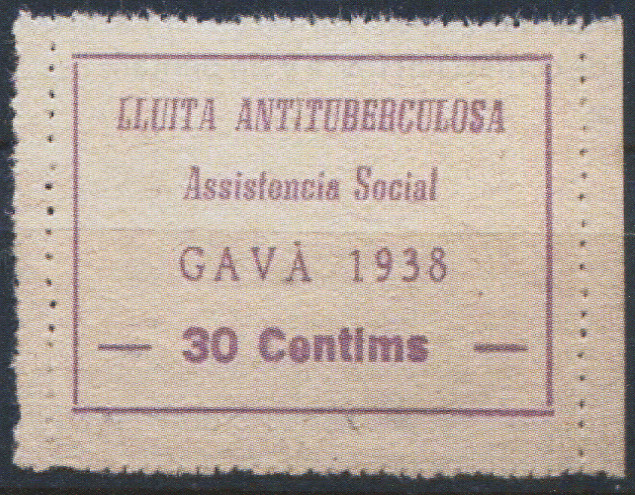 LLUITA ANTITUBERCULOSA
Assistencia Social
GAVÀ 1938
— 30 Centims —